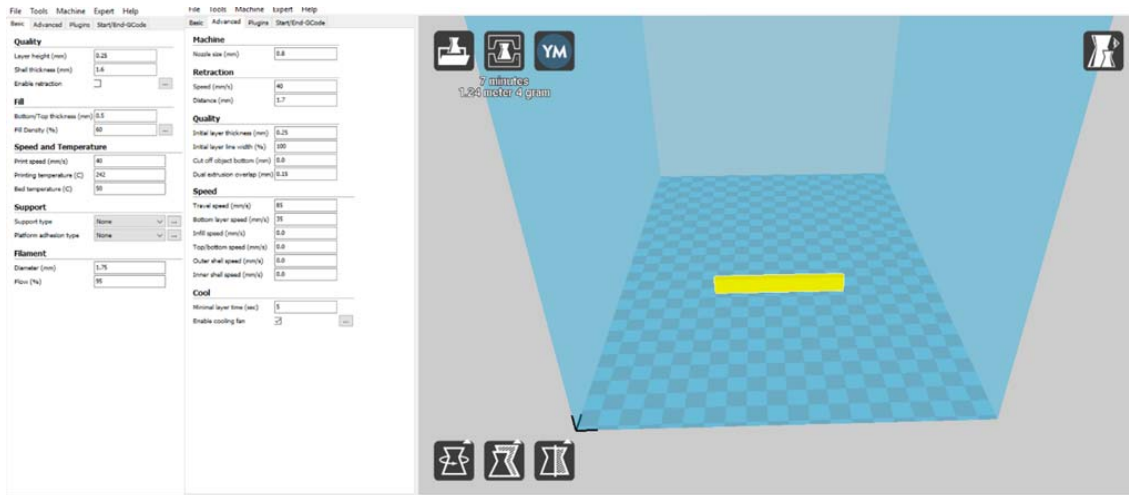 File Tools Machine Expert Help
Basic Advanced Plugins Start/End-GCode
Quality
Layer height (mm) 0.25
Shell thickness (mm) 1.6
Enable retraction ...
Fill
Bottom/Top thickness (mm) 0.5
Fill Density (%) 60 ...
Speed and Temperature
Print speed (mm/s) 40
Printing temperature (C) 242
Bed temperature (C) 50
Support
Support type None ...
Platform adhesion type None ...
Filament
Diameter (mm) 1.75
Flow (%) 95
File Tools Machine Expert Help
Basic Advanced Plugins Start/End-GCode
Machine
Nozzle size (mm) 0.8
Retraction
Speed (mm/s) 40
Distance (mm) 1.7
Quality
Initial layer thickness (mm) 0.25
Initial layer line width (%) 100
Cut off object bottom (mm) 0.0
Dual extrusion overlap (mm) 0.15
Speed
Travel speed (mm/s) 85
Bottom layer speed (mm/s) 35
Infill speed (mm/s) 0.0
Top/bottom speed (mm/s) 0.0
Outer shell speed (mm/s) 0.0
Inner shell speed (mm/s) 0.0
Cool
Minimal layer time (sec) 5
Enable cooling fan ...
YM
7 minutes
1.24 meter 4 gram